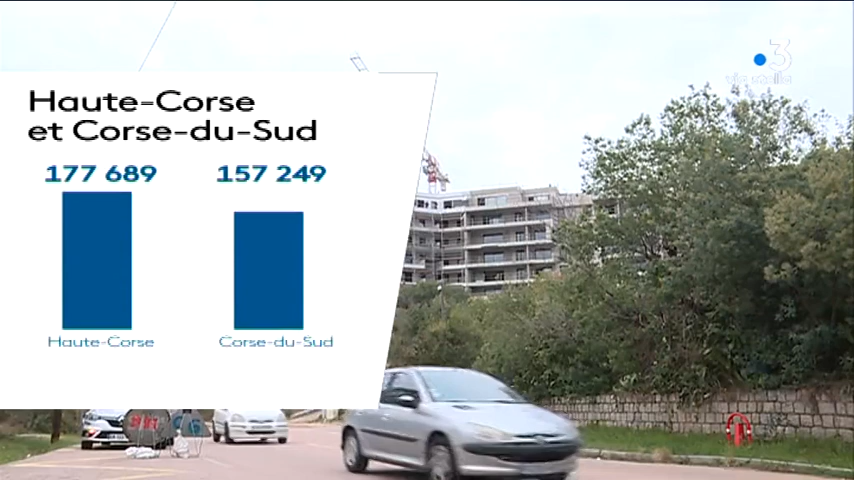 Haute-Corse
et Corse-du-Sud
177 689
157 249
Haute-Corse
Corse-du-Sud
3
via stella